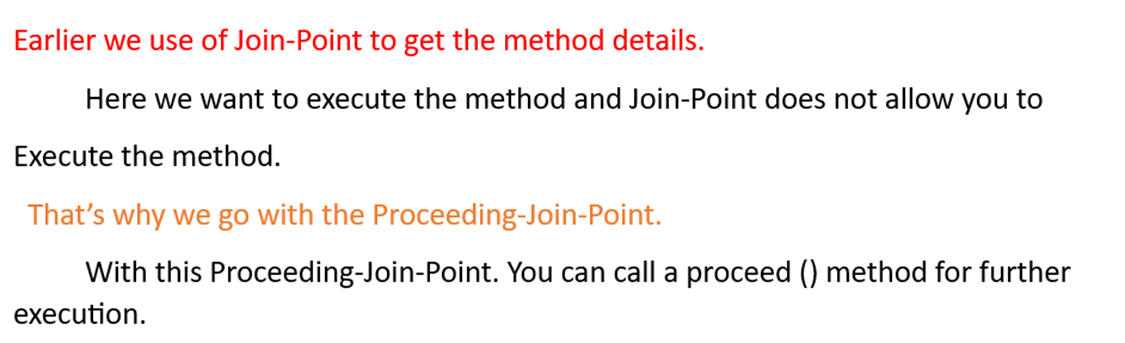 Earlier we use of Join-Point to get the method details.
Here we want to execute the method and Join-Point does not allow you to
Execute the method.
That’s why we go with the Proceeding-Join-Point.
With this Proceeding-Join-Point. You can call a proceed () method for further
execution.